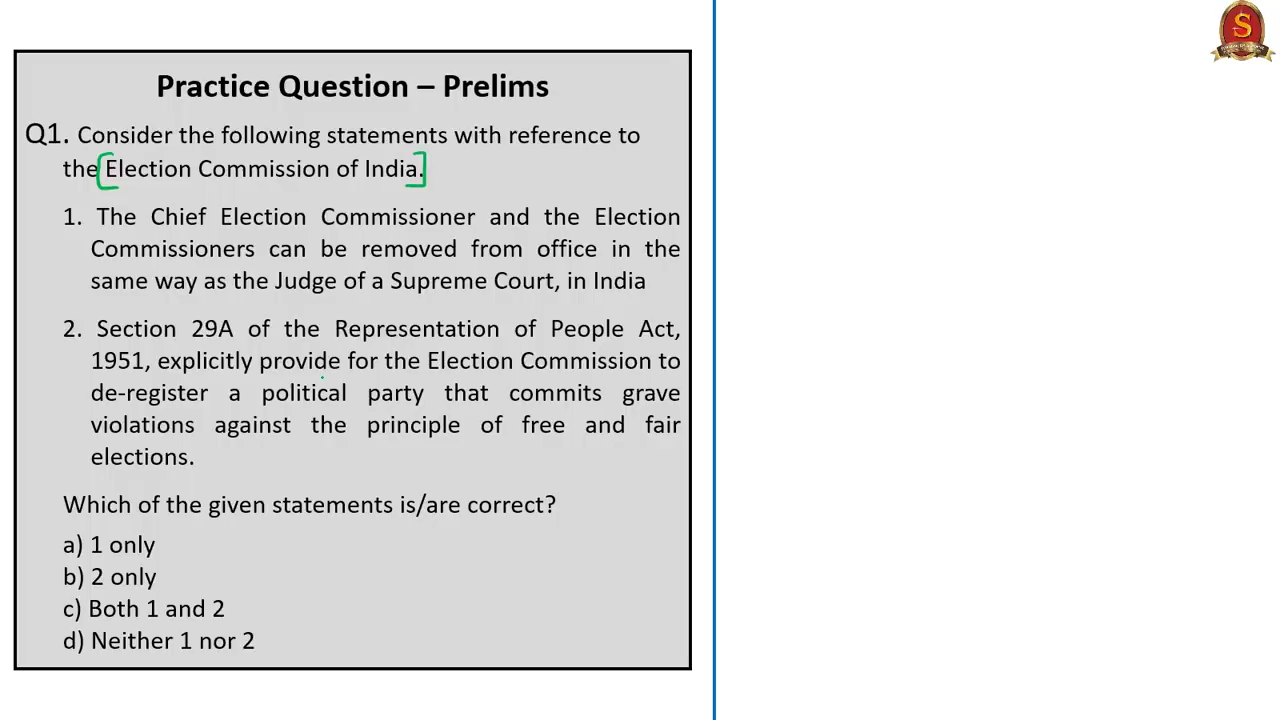 Practice Question – Prelims
Q1. Consider the following statements with reference to
the Election Commission of India.
1. The Chief Election Commissioner and the Election
Commissioners can be removed from office in the
same way as the Judge of a Supreme Court, in India
2. Section 29A of the Representation of People Act,
1951, explicitly provide for the Election Commission to
de-register a political party that commits grave
violations against the principle of free and fair
elections.
Which of the given statements is/are correct?
a) 1 only
b) 2 only
c) Both 1 and 2
d) Neither 1 nor 2
S